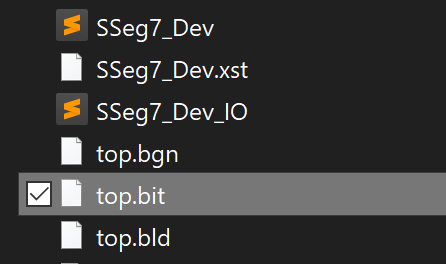 SSeg7_Dev
SSeg7_Dev.xst
SSeg7_Dev_IO
top.bgn
top.bit
top.bld